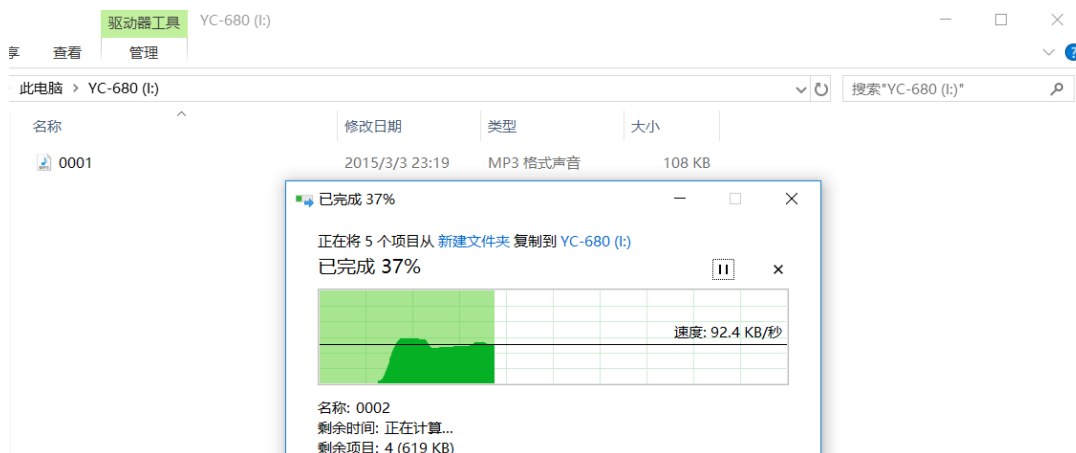 驱动器工具 YC-680 (I:)
享 查看 管理
此电脑 > YC-680 (I:) 搜索"YC-680 (I:)"
名称 修改日期 类型 大小
0001 2015/3/3 23:19 MP3 格式声音 108 KB
已完成 37%
正在将 5 个项目从 新建文件夹 复制到 YC-680 (I:)
已完成 37%
速度: 92.4 KB/秒
名称: 0002
剩余时间: 正在计算...
剩余项目: 4 (619 KB)